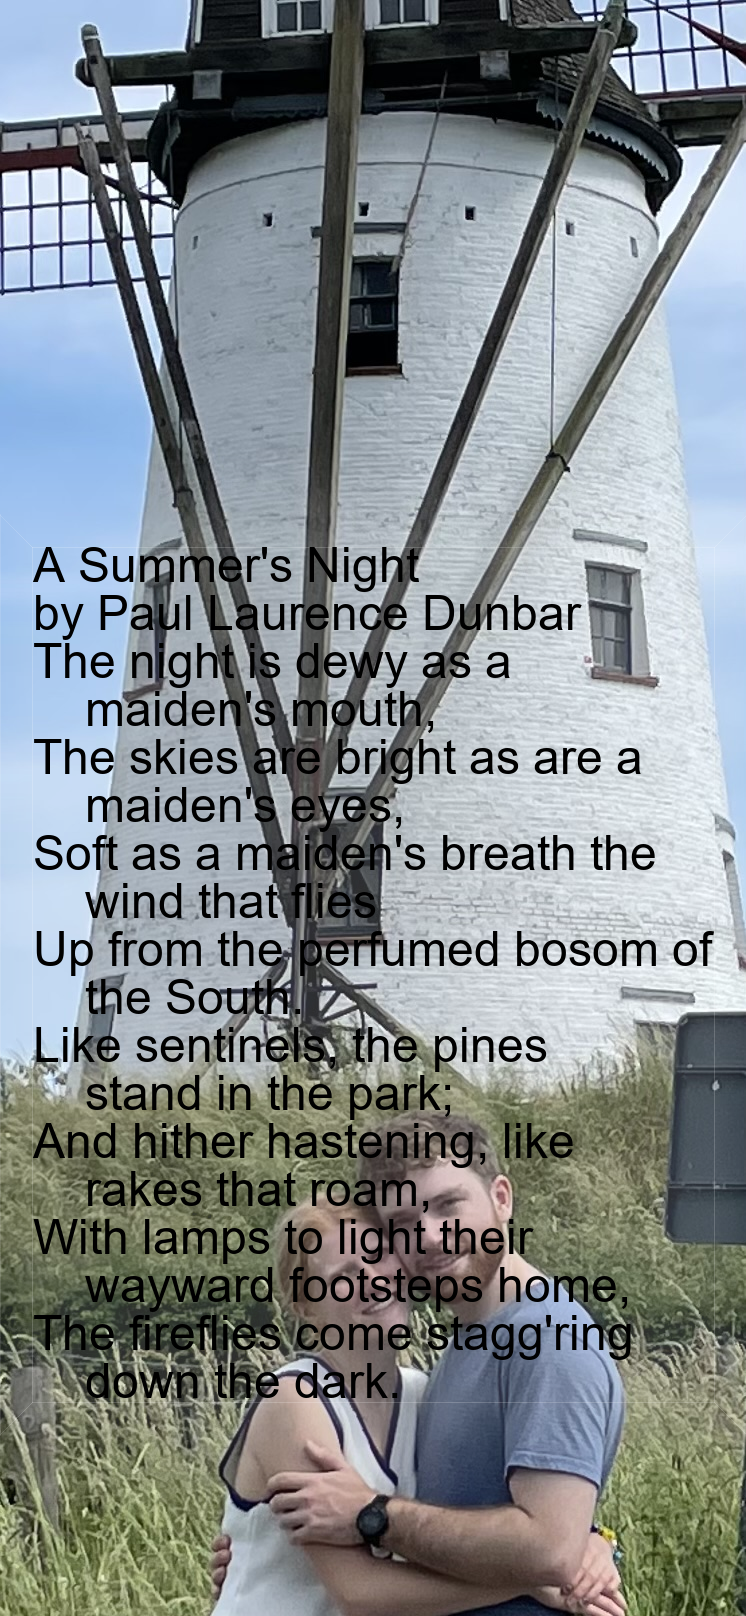 A Summer's Night
by Paul Laurence Dunbar
The night is dewy as a
maiden's mouth,
The skies are bright as are a
maiden's eyes,
Soft as a maiden's breath the
wind that flies
Up from the perfumed bosom of
the South.
Like sentinels, the pines
stand in the park;
And hither hastening, like
rakes that roam,
With lamps to light their
wayward footsteps home,
The fireflies come stagg'ring
down the dark.